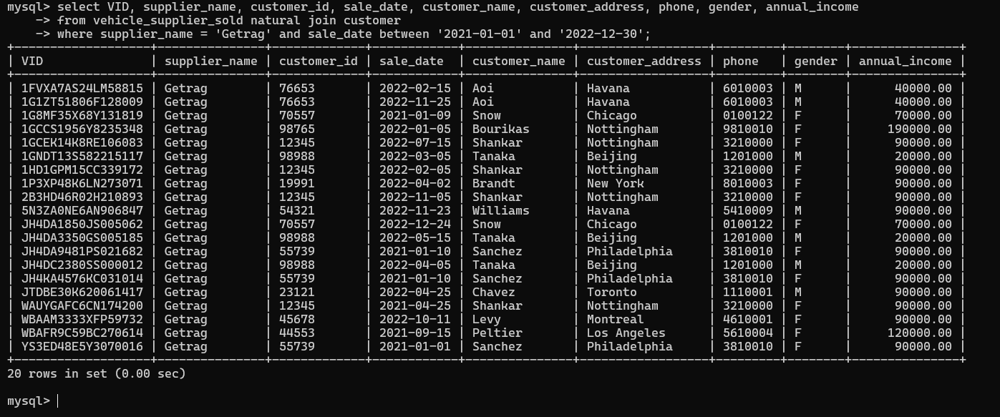 mysql> select VID, supplier_name, customer_id, sale_date, customer_name, customer_address, phone, gender, annual_income
    -> from vehicle_supplier_sold natural join customer
    -> where supplier_name = 'Getrag' and sale_date between '2021-01-01' and '2022-12-30';
+-------------------+---------------+-------------+------------+---------------+------------------+---------+--------+---------------+
| VID               | supplier_name | customer_id | sale_date  | customer_name | customer_address | phone   | gender | annual_income |
+-------------------+---------------+-------------+------------+---------------+------------------+---------+--------+---------------+
| 1FVXA7AS24LM58815 | Getrag        | 76653       | 2022-02-15 | Aoi           | Havana           | 6010003 | M      |      40000.00 |
| 1G1ZT51806F128009 | Getrag        | 76653       | 2022-11-25 | Aoi           | Havana           | 6010003 | M      |      40000.00 |
| 1G8MF35X68Y131819 | Getrag        | 70557       | 2021-01-09 | Snow          | Chicago          | 0100122 | F      |      70000.00 |
| 1GCCS1956Y8235348 | Getrag        | 98765       | 2022-01-05 | Bourikas      | Nottingham       | 9810010 | F      |     190000.00 |
| 1GCEK14K8RE106083 | Getrag        | 12345       | 2022-07-15 | Shankar       | Nottingham       | 3210000 | F      |      90000.00 |
| 1GNDT13S582215117 | Getrag        | 98988       | 2022-03-05 | Tanaka        | Beijing          | 1201000 | M      |      20000.00 |
| 1HD1GPM15CC339172 | Getrag        | 12345       | 2022-02-05 | Shankar       | Nottingham       | 3210000 | F      |      90000.00 |
| 1P3XP48K6LN273071 | Getrag        | 19991       | 2022-04-02 | Brandt        | New York         | 8010003 | F      |      90000.00 |
| 2B3HD46R02H210893 | Getrag        | 12345       | 2022-11-05 | Shankar       | Nottingham       | 3210000 | F      |      90000.00 |
| 5N3ZA0NE6AN906847 | Getrag        | 54321       | 2022-11-23 | Williams      | Havana           | 5410009 | M      |      90000.00 |
| JH4DA1850JS005062 | Getrag        | 70557       | 2022-12-24 | Snow          | Chicago          | 0100122 | F      |      70000.00 |
| JH4DA3350GS005185 | Getrag        | 98988       | 2022-05-15 | Tanaka        | Beijing          | 1201000 | M      |      20000.00 |
| JH4DA9481PS021682 | Getrag        | 55739       | 2021-01-10 | Sanchez       | Philadelphia     | 3810010 | F      |      90000.00 |
| JH4DC2380SS000012 | Getrag        | 98988       | 2022-04-05 | Tanaka        | Beijing          | 1201000 | M      |      20000.00 |
| JH4KA4576KC031014 | Getrag        | 55739       | 2021-01-10 | Sanchez       | Philadelphia     | 3810010 | F      |      90000.00 |
| JTDBE30K620061417 | Getrag        | 23121       | 2022-04-25 | Chavez        | Toronto          | 1110001 | M      |      90000.00 |
| WAUYGAFC6CN174200 | Getrag        | 12345       | 2021-04-25 | Shankar       | Nottingham       | 3210000 | F      |      90000.00 |
| WBAAM3333XFP59732 | Getrag        | 45678       | 2022-10-11 | Levy          | Montreal         | 4610001 | F      |      90000.00 |
| WBAFR9C59BC270614 | Getrag        | 44553       | 2021-09-15 | Peltier       | Los Angeles      | 5610004 | F      |     120000.00 |
| YS3ED48E5Y3070016 | Getrag        | 55739       | 2021-01-01 | Sanchez       | Philadelphia     | 3810010 | F      |      90000.00 |
+-------------------+---------------+-------------+------------+---------------+------------------+---------+--------+---------------+
20 rows in set (0.00 sec)
mysql>